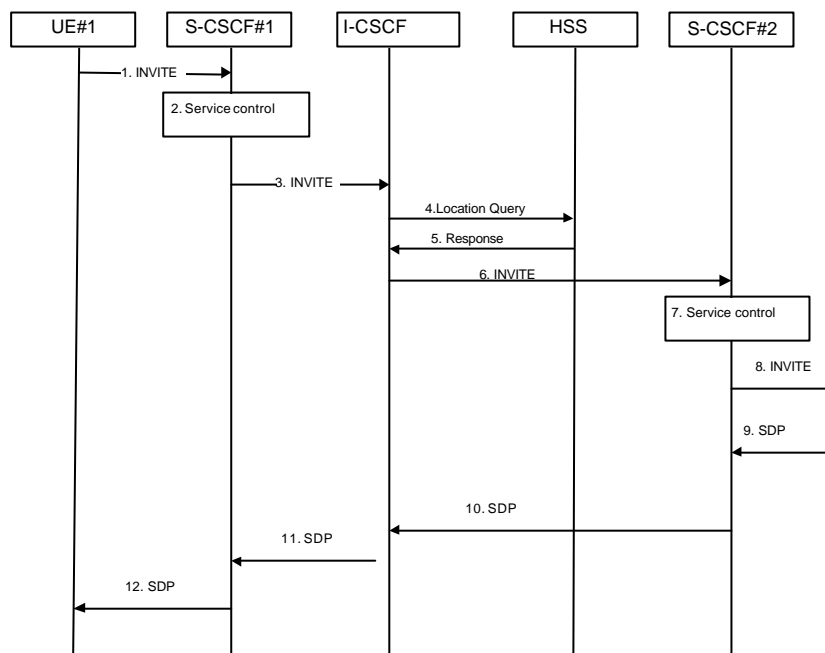 UE#1
S-CSCF#1
I-CSCF
HSS
S-CSCF#2
1. INVITE
2. Service control
3. INVITE
4.Location Query
5. Response
6. INVITE
7. Service control
8. INVITE
9. SDP
10. SDP
11. SDP
12. SDP